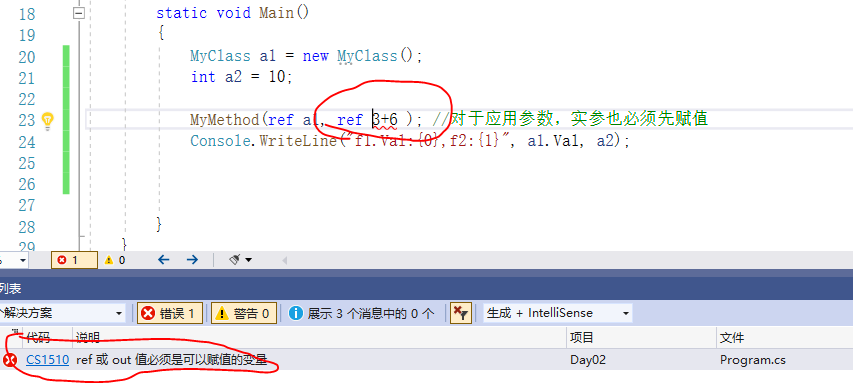 18 static void Main()
19 {
20 MyClass a1 = new MyClass();
21 int a2 = 10;
22
23 MyMethod(ref a1, ref 3+6 ); //对于应用参数，实参也必须先赋值
24 Console.WriteLine("f1.Val:{0},f2:{1}", a1.Val, a2);
25
26
27
28 }
29 }
% 1 0
列表
个解决方案 错误 1 警告 0 展示 3 个消息中的 0 个 生成 + IntelliSense
代码 说明 项目 文件
CS1510 ref 或 out 值必须是可以赋值的变量 Day02 Program.cs